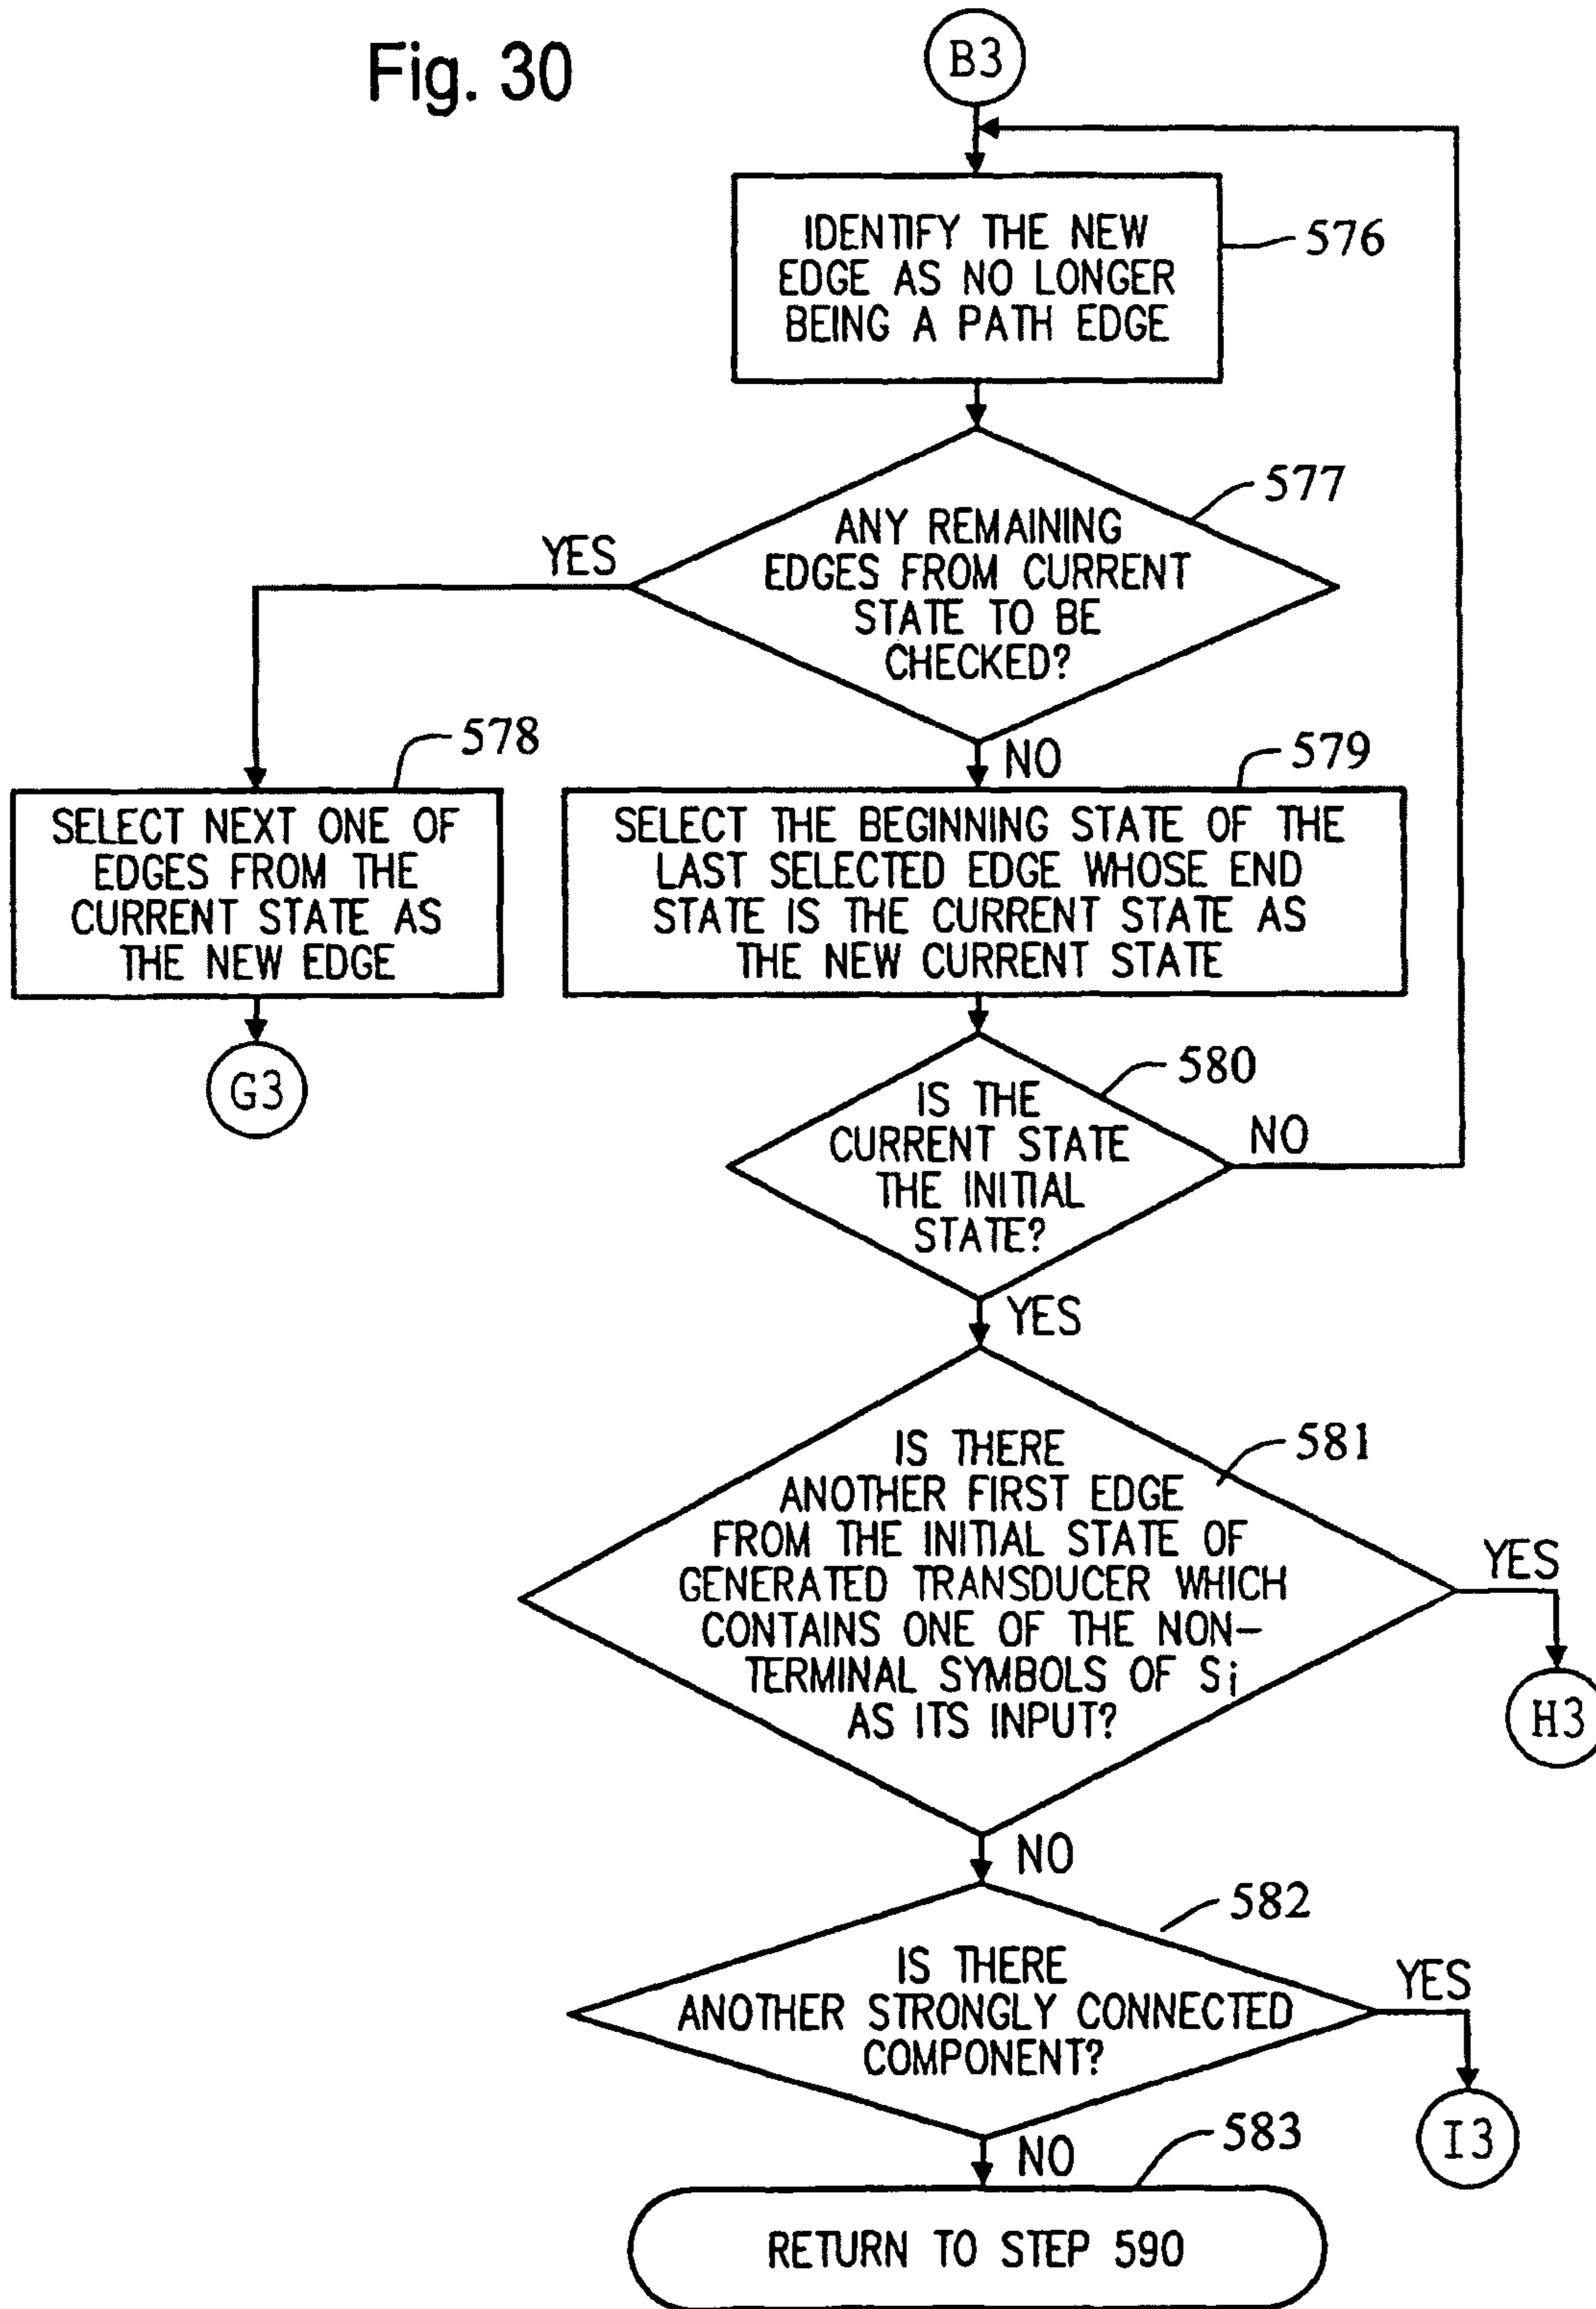 Fig. 30
B3
IDENTIFY THE NEW
EDGE AS NO LONGER
BEING A PATH EDGE
576
ANY REMAINING
EDGES FROM CURRENT
STATE TO BE
CHECKED?
577
YES
NO
SELECT NEXT ONE OF
EDGES FROM THE
CURRENT STATE AS
THE NEW EDGE
578
G3
SELECT THE BEGINNING STATE OF THE
LAST SELECTED EDGE WHOSE END
STATE IS THE CURRENT STATE AS
THE NEW CURRENT STATE
579
IS THE
CURRENT STATE
THE INITIAL
STATE?
580
NO
YES
IS THERE
ANOTHER FIRST EDGE
FROM THE INITIAL STATE OF
GENERATED TRANSDUCER WHICH
CONTAINS ONE OF THE NON-
TERMINAL SYMBOLS OF Si
AS ITS INPUT?
581
YES
H3
NO
IS THERE
ANOTHER STRONGLY CONNECTED
COMPONENT?
582
YES
I3
NO
583
RETURN TO STEP 590